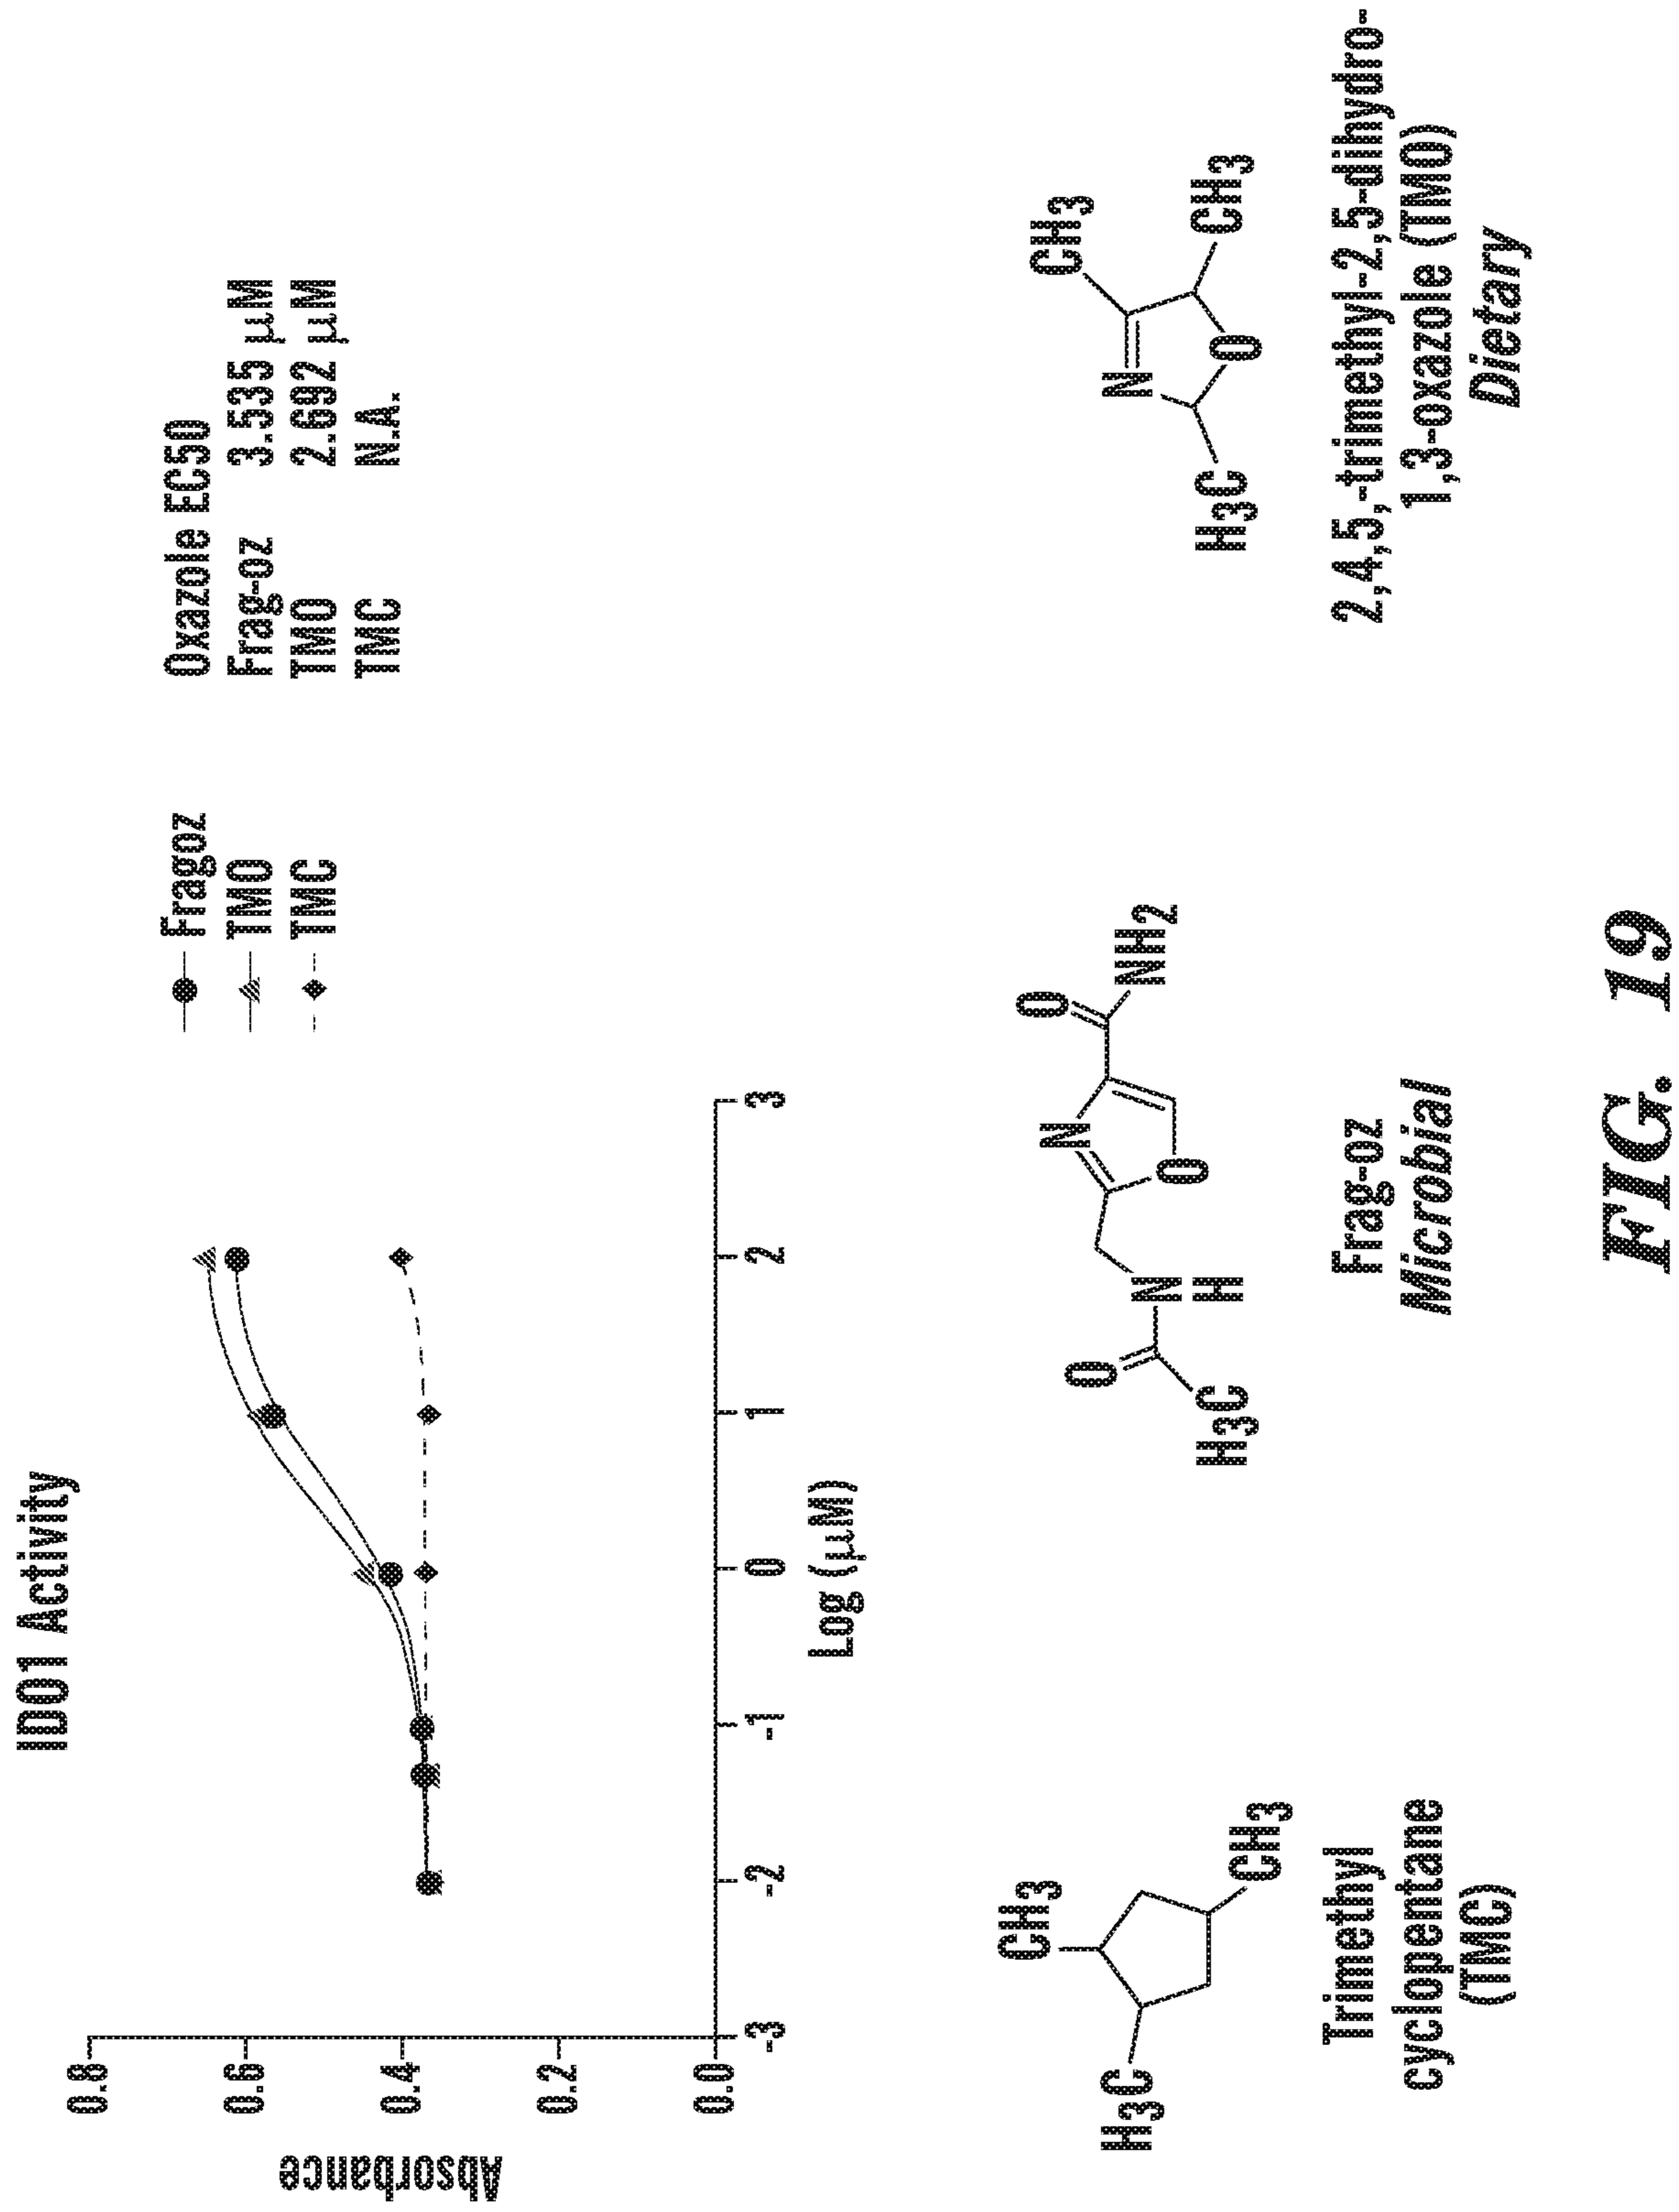 IDO1 Activity
Absorbance
0.8
0.6
0.4
0.2
0.0
-3
-2
-1
0
1
2
3
Log (µM)
Fragoz
TMO
TMC
Oxazole EC50
Frag-oz 3.535 µM
TMO 2.692 µM
TMC N.A.
CH3
H3C
CH3
Trimethyl
cyclopentane
(TMC)
O
N
O
NH2
H3C
N
H
O
Frag-oz
Microbial
CH3
N
H3C
O
CH3
2,4,5,-trimethyl-2,5-dihydro-
1,3-oxazole (TMO)
Dietary
FIG. 19